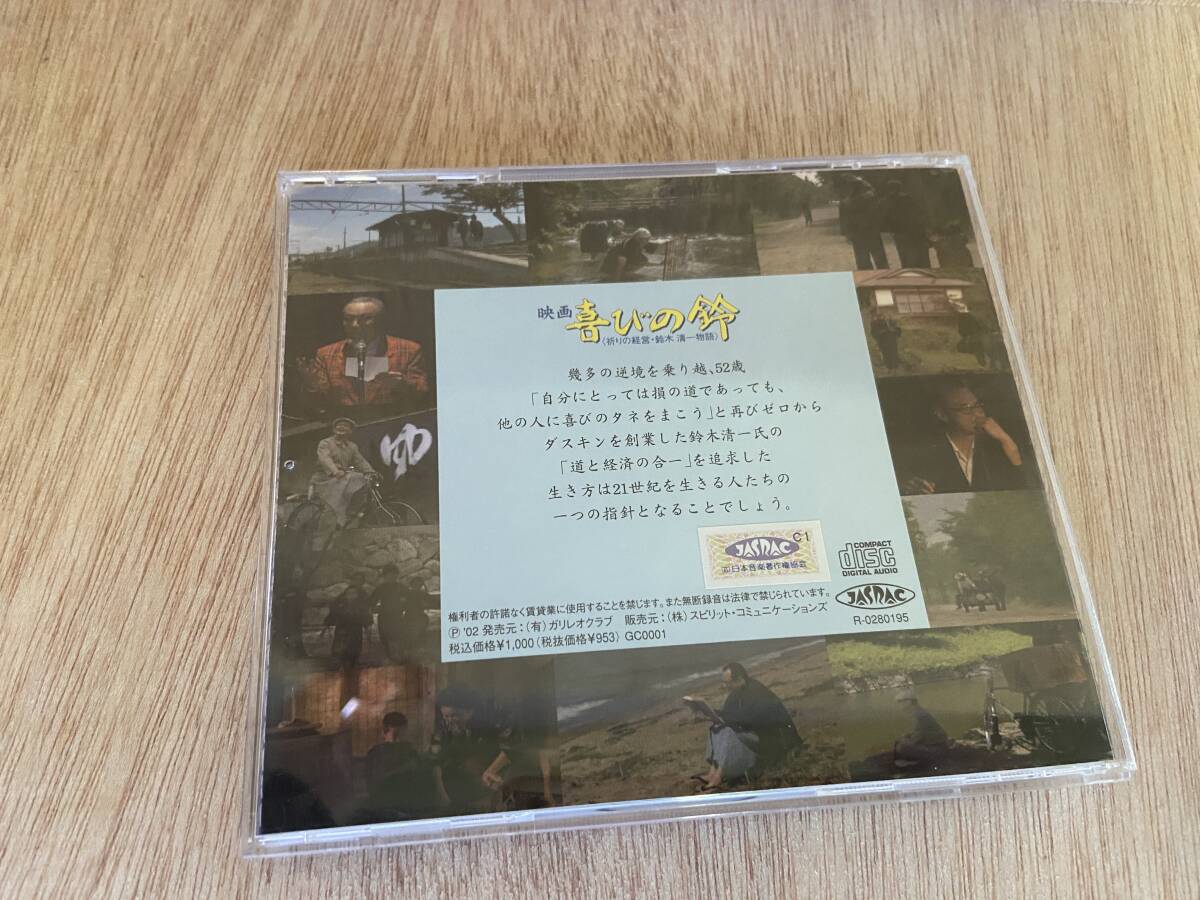 映画 喜びの鈴
〈祈りの経営・鈴木 清一物語〉
幾多の逆境を乗り越、52歳
「自分にとっては損の道であっても、
他の人に喜びのタネをまこう」と再びゼロから
ダスキンを創業した鈴木清一氏の
「道と経済の合一」を追求した
生き方は21世紀を生きる人たちの
一つの指針となることでしょう。
JASRAC C1
日本音楽著作権協会
COMPACT
disc
DIGITAL AUDIO
JASRAC
R-0280195
権利者の許諾なく賃貸業に使用することを禁じます。また無断録音は法律で禁じられています。
Ⓟ '02 発売元：（有）ガリレオクラブ 販売元：（株）スピリット・コミュニケーションズ
税込価格¥1,000（税抜価格¥953） GC0001